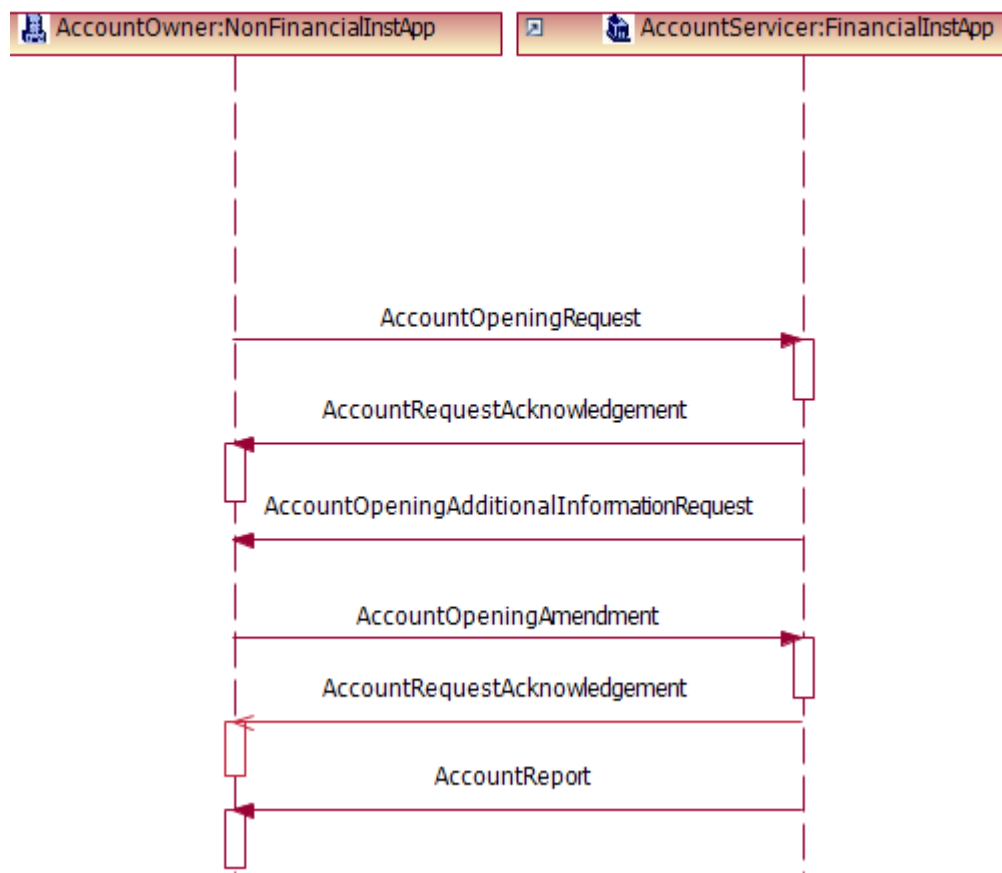 AccountOwner:NonFinancialInstApp
AccountServicer:FinancialInstApp
AccountOpeningRequest
AccountRequestAcknowledgement
AccountOpeningAdditionalInformationRequest
AccountOpeningAmendment
AccountRequestAcknowledgement
AccountReport